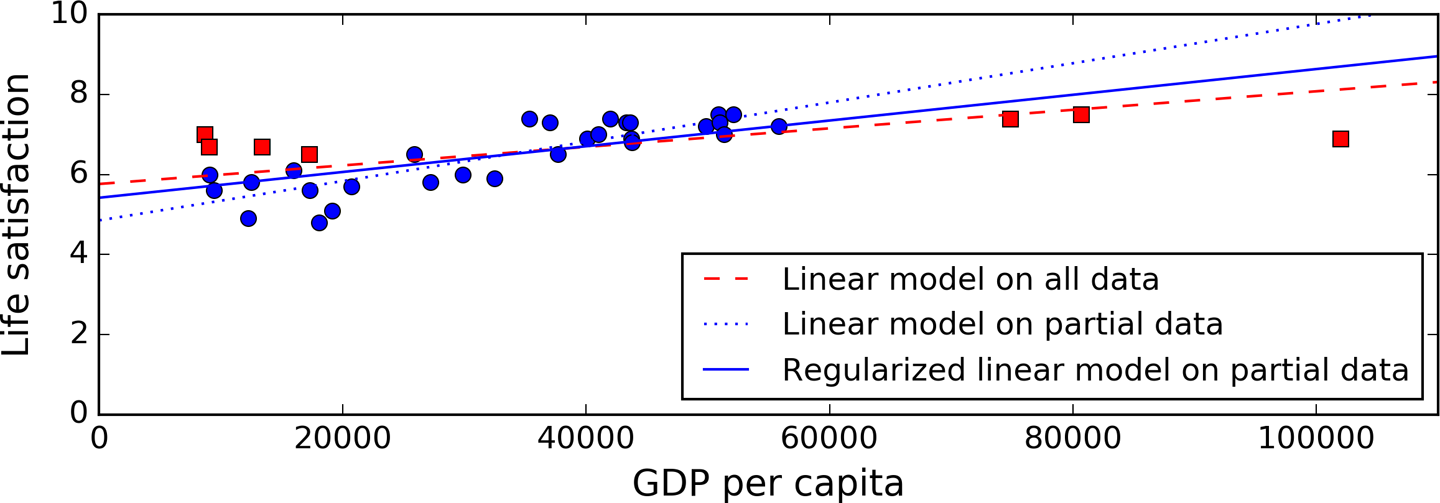 10
8
6
4
2
0
Life satisfaction
Linear model on all data
Linear model on partial data
Regularized linear model on partial data
0 20000 40000 60000 80000 100000
GDP per capita